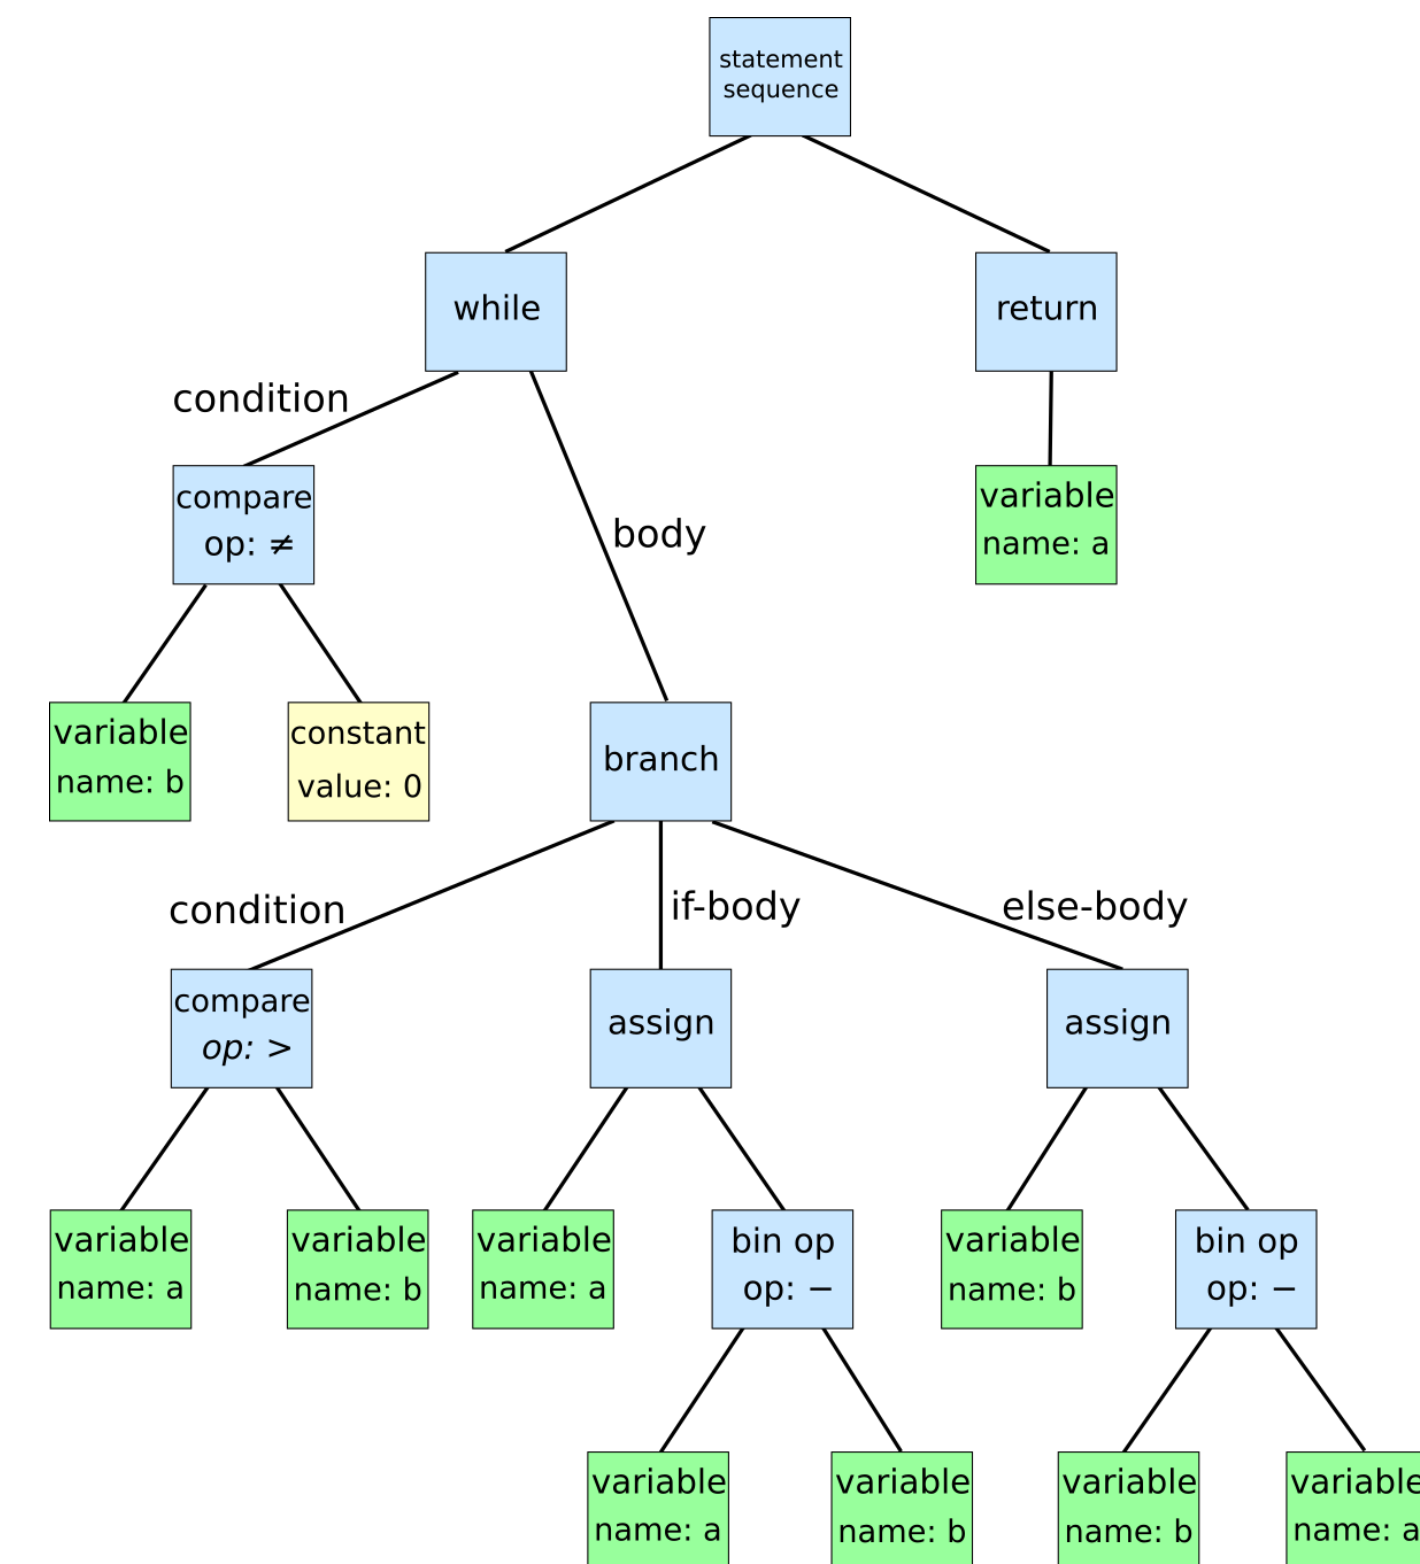 statement
sequence
while
return
condition
body
compare
op: ≠
variable
name: a
variable
name: b
constant
value: 0
branch
condition
if-body
else-body
compare
op: >
assign
assign
variable
name: a
variable
name: b
variable
name: a
bin op
op: −
variable
name: b
bin op
op: −
variable
name: a
variable
name: b
variable
name: b
variable
name: a